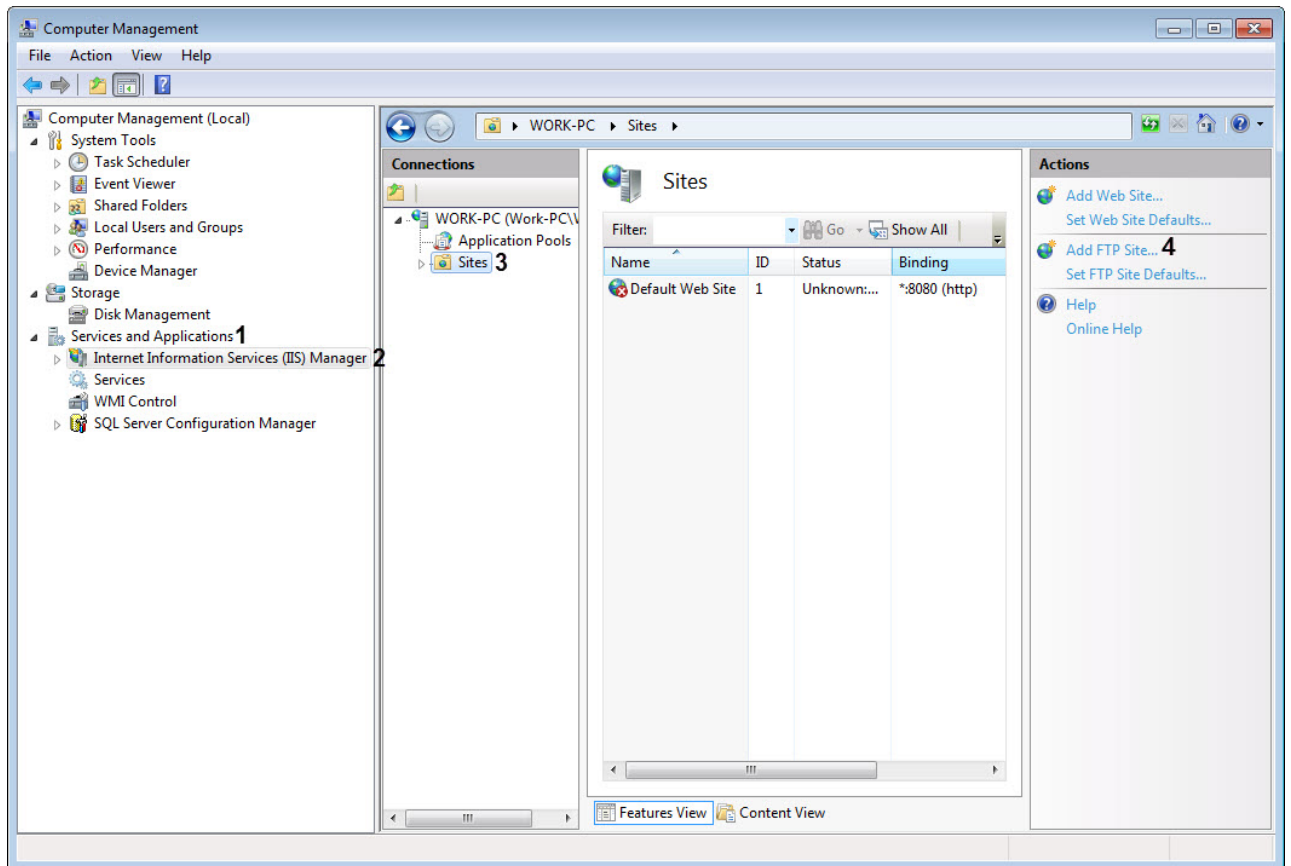 Computer Management
File Action View Help
Computer Management (Local)
System Tools
Task Scheduler
Event Viewer
Shared Folders
Local Users and Groups
Performance
Device Manager
Storage
Disk Management
Services and Applications 1
Internet Information Services (IIS) Manager 2
Services
WMI Control
SQL Server Configuration Manager
WORK-PC Sites
Connections
WORK-PC (Work-PC\
Application Pools
Sites 3
Sites
Filter: Go Show All
Name ID Status Binding
Default Web Site 1 Unknown:... *:8080 (http)
Features View Content View
Actions
Add Web Site...
Set Web Site Defaults...
Add FTP Site... 4
Set FTP Site Defaults...
Help
Online Help